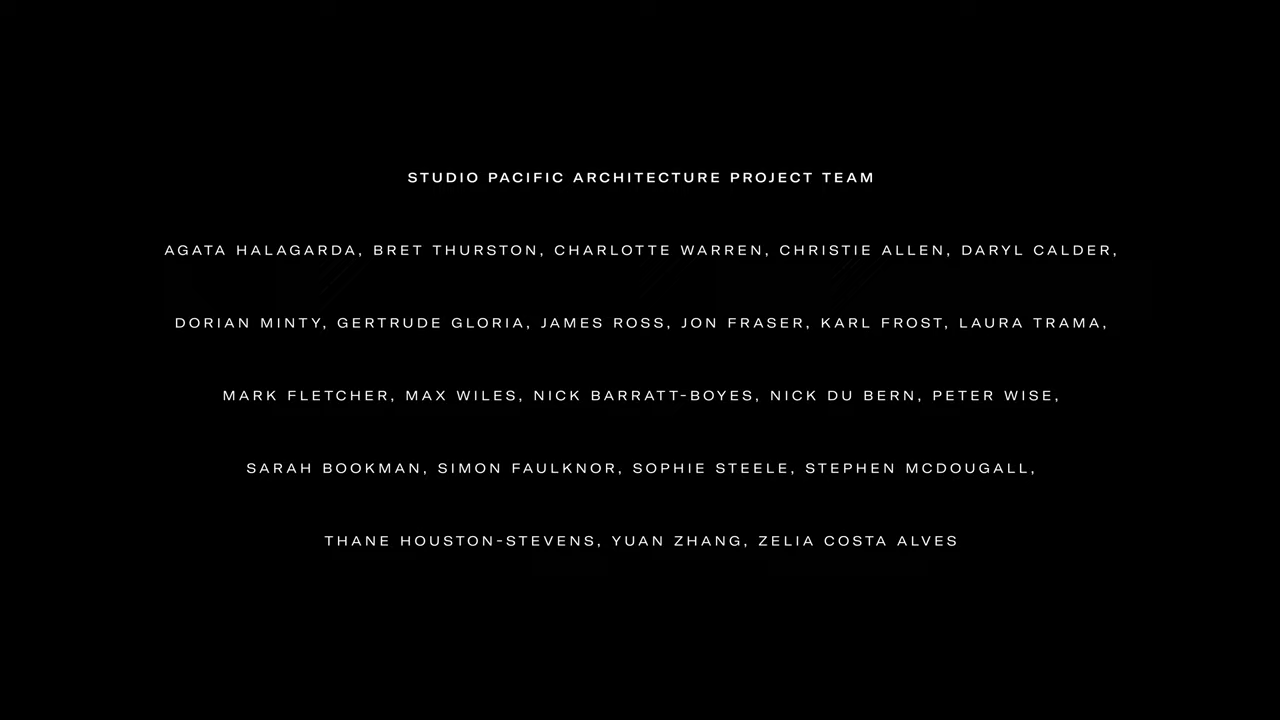 STUDIO PACIFIC ARCHITECTURE PROJECT TEAM
AGATA HALAGARDA, BRET THURSTON, CHARLOTTE WARREN, CHRISTIE ALLEN, DARYL CALDER,
DORIAN MINTY, GERTRUDE GLORIA, JAMES ROSS, JON FRASER, KARL FROST, LAURA TRAMA,
MARK FLETCHER, MAX WILES, NICK BARRATT-BOYES, NICK DU BERN, PETER WISE,
SARAH BOOKMAN, SIMON FAULKNOR, SOPHIE STEELE, STEPHEN MCDOUGALL,
THANE HOUSTON-STEVENS, YUAN ZHANG, ZELIA COSTA ALVES